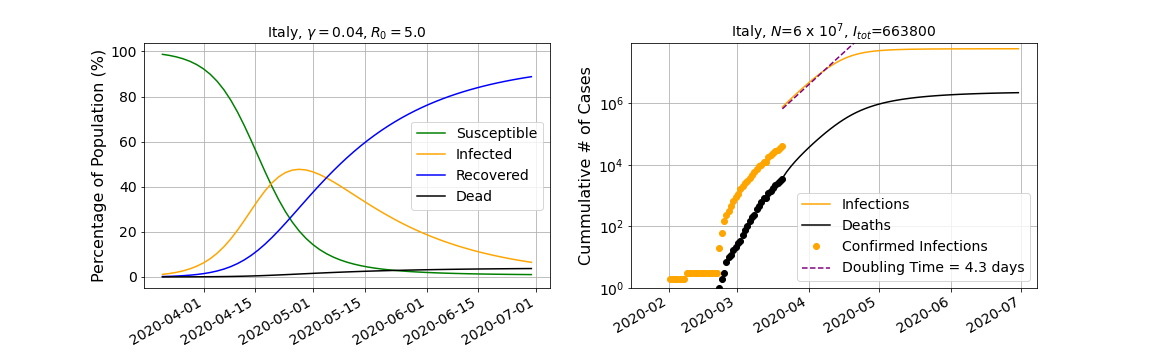 Italy, γ = 0.04, R₀ = 5.0
Percentage of Population (%)
100
80
60
40
20
0
Susceptible
Infected
Recovered
Dead
2020-04-01
2020-04-15
2020-05-01
2020-05-15
2020-06-01
2020-06-15
2020-07-01
Italy, N=6 x 10⁷, Iₜₒₜ=663800
Cummulative # of Cases
10⁶
10⁴
10²
10⁰
Infections
Deaths
Confirmed Infections
Doubling Time = 4.3 days
2020-02
2020-03
2020-04
2020-05
2020-06
2020-07